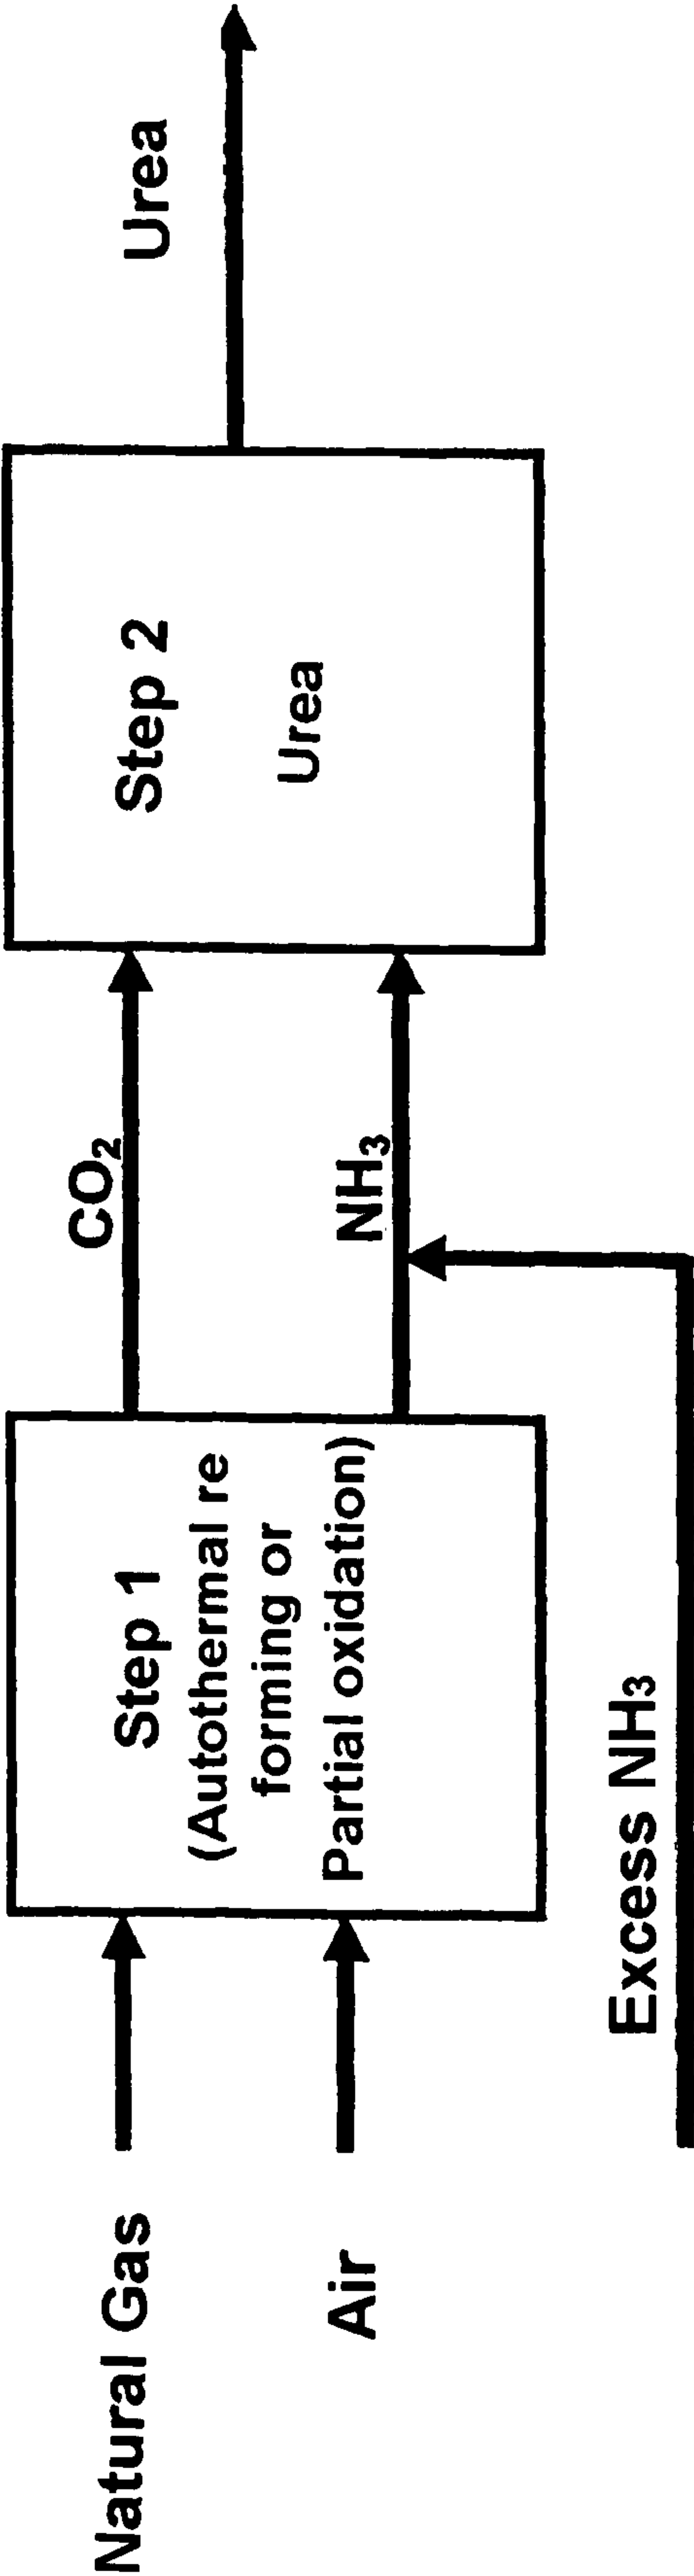 Natural Gas
Air
Step 1
(Autothermal re
forming or
Partial oxidation)
Excess NH₃
CO₂
NH₃
Step 2
Urea
Urea